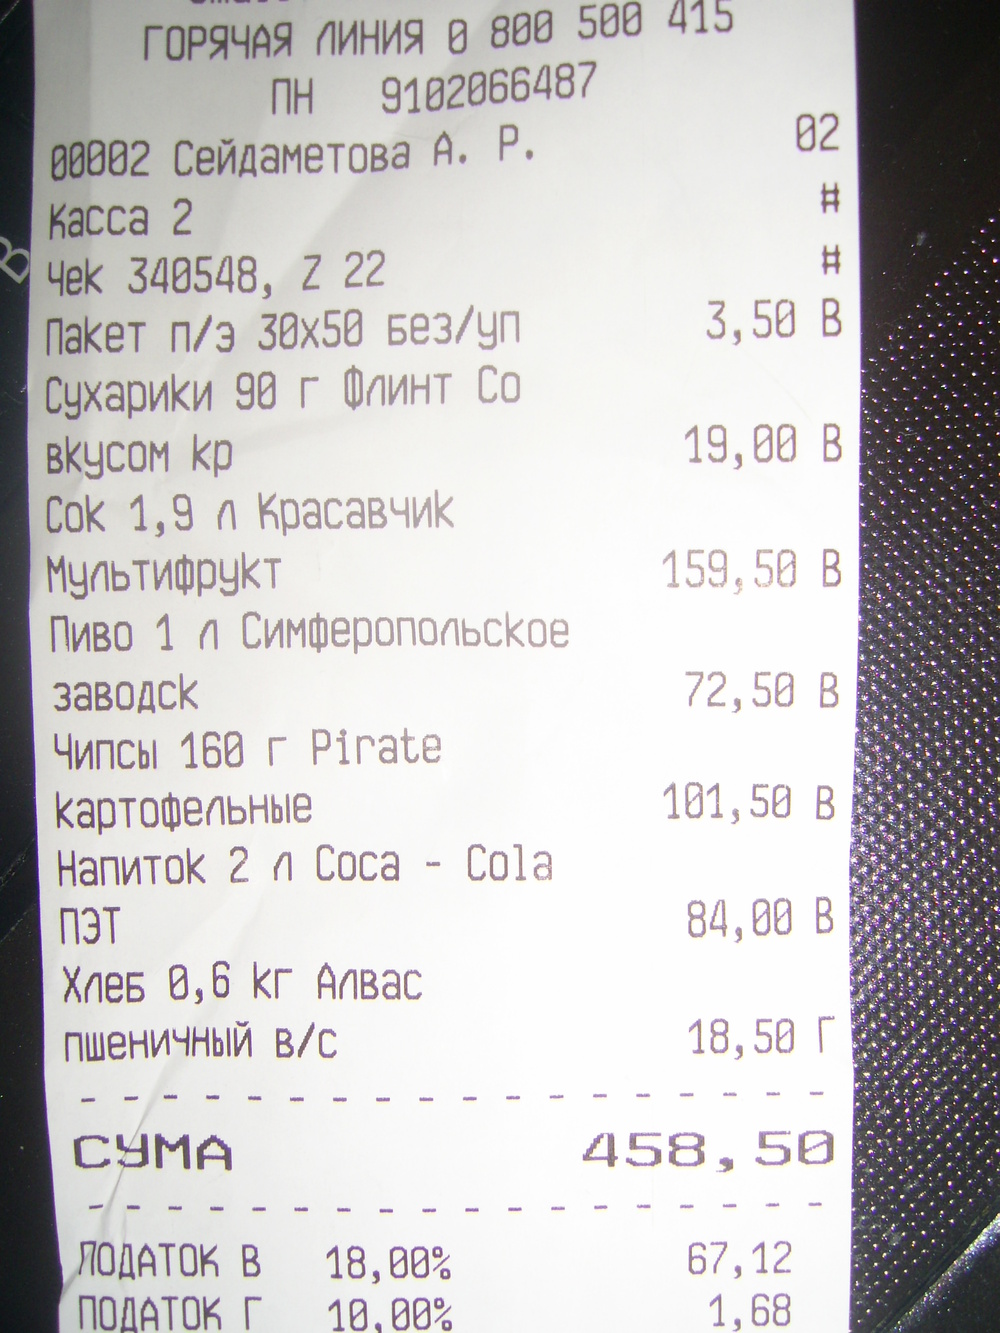 ГОРЯЧАЯ ЛИНИЯ 0 800 500 415
ПН 9102066487
00002 Сейдаметова А. Р. 02
Касса 2 #
Чек 340548, Z 22 #
Пакет п/э 30х50 без/уп 3,50 В
Сухарики 90 г Флинт Со
вкусом кр 19,00 В
Сок 1,9 л Красавчик
Мультифрукт 159,50 В
Пиво 1 л Симферопольское
заводск 72,50 В
Чипсы 160 г Pirate
картофельные 101,50 В
Напиток 2 л Coca - Cola
ПЭТ 84,00 В
Хлеб 0,6 кг Алвас
пшеничный в/с 18,50 Г
СУМА 458,50
ПОДАТОК В 18,00% 67,12
ПОДАТОК Г 10,00% 1,68